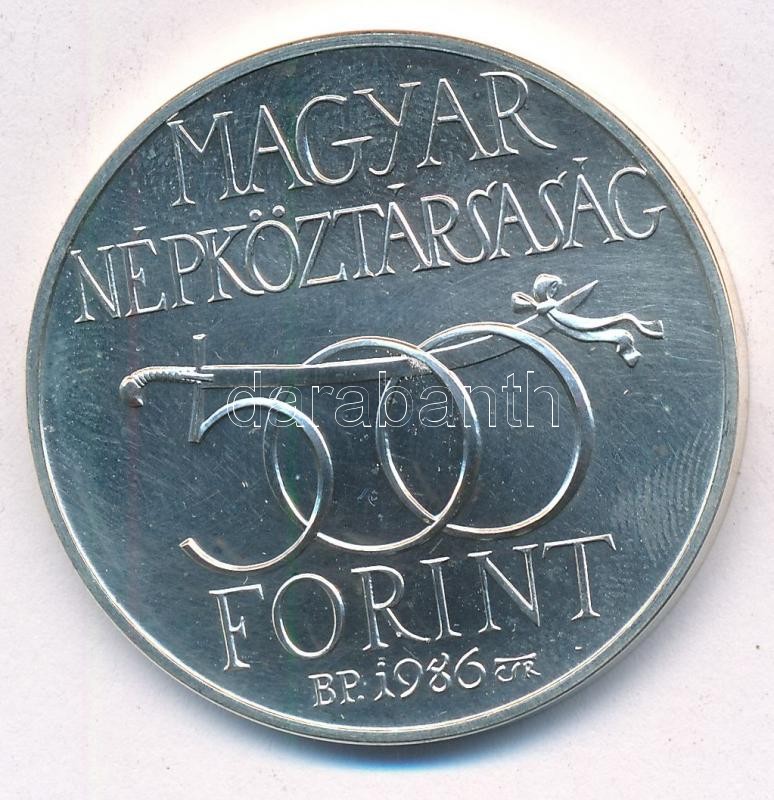 MAGYAR
NÉPKÖZTÁRSASÁG
500
darabanth
FORINT
BP. 1986